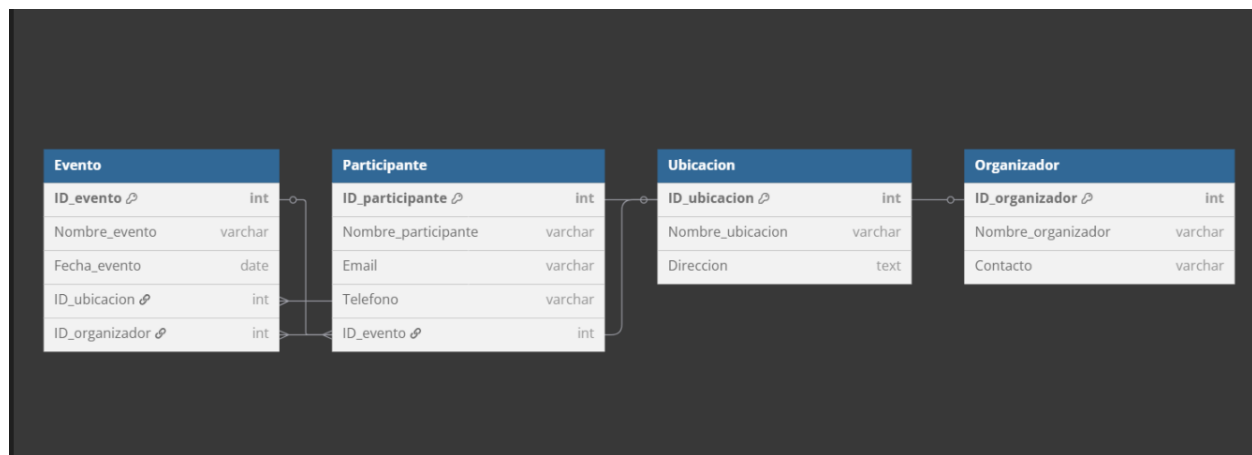 Evento
ID_evento int
Nombre_evento varchar
Fecha_evento date
ID_ubicacion int
ID_organizador int
Participante
ID_participante int
Nombre_participante varchar
Email varchar
Telefono varchar
ID_evento int
Ubicacion
ID_ubicacion int
Nombre_ubicacion varchar
Direccion text
Organizador
ID_organizador int
Nombre_organizador varchar
Contacto varchar